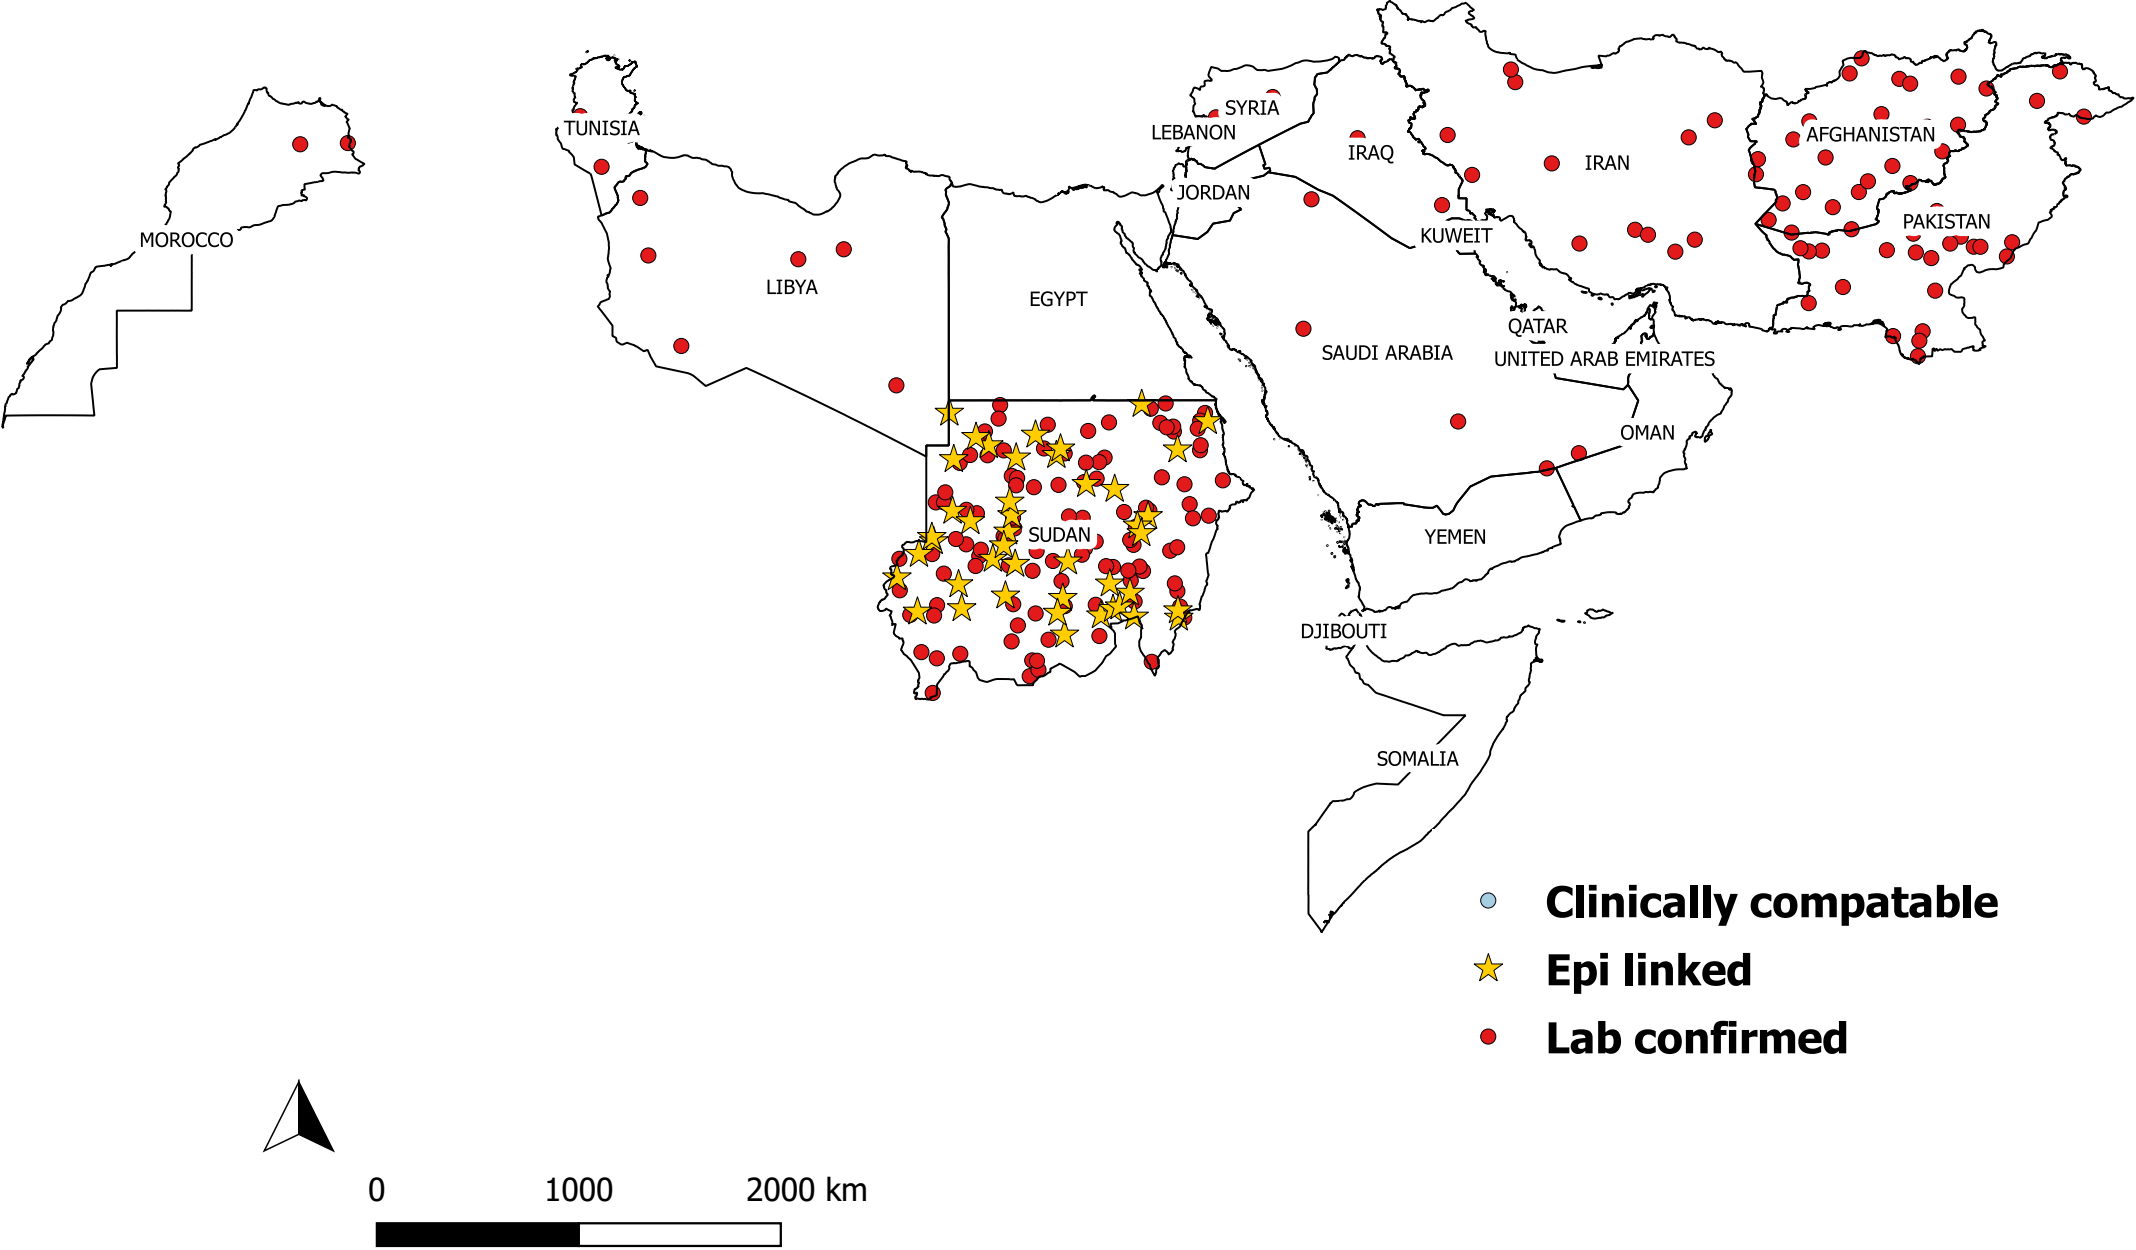 SYRIA
TUNISIA
LEBANON
AFGHANISTAN
IRAQ
IRAN
JORDAN
PAKISTAN
MOROCCO
KUWEIT
LIBYA
EGYPT
QATAR
SAUDI ARABIA
UNITED ARAB EMIRATES
OMAN
SUDAN
YEMEN
DJIBOUTI
SOMALIA
Clinically compatable
Epi linked
Lab confirmed
0 1000 2000 km